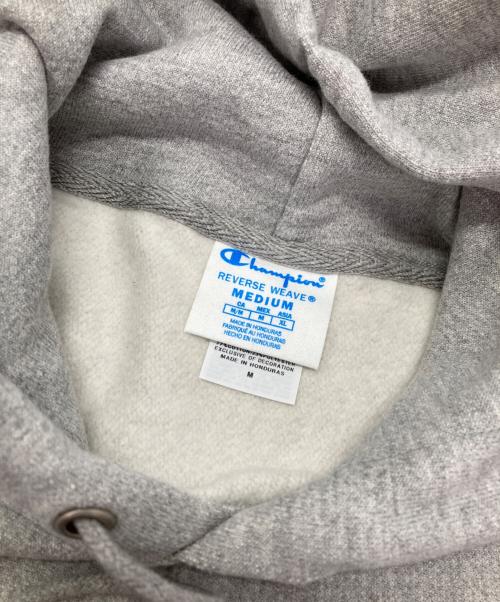 Champion®
REVERSE WEAVE®
MEDIUM
CA MEX ASIA
M/M M XL
MADE IN HONDURAS
FABRIQUÉ AU HONDURAS
HECHO EN HONDURAS
EXCLUSIVE OF DECORATION
MADE IN HONDURAS
M